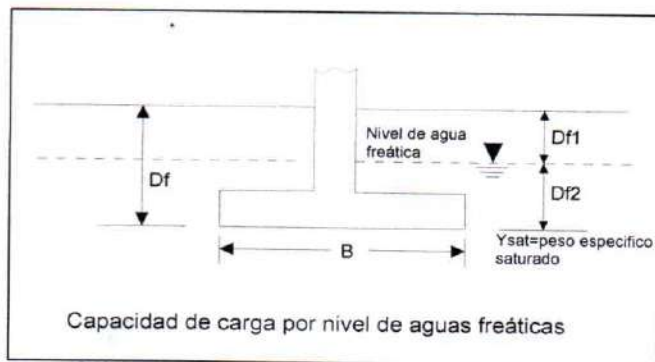 Df
Nivel de agua
freática
Df1
Df2
B
Ysat=peso especifico
saturado
Capacidad de carga por nivel de aguas freáticas